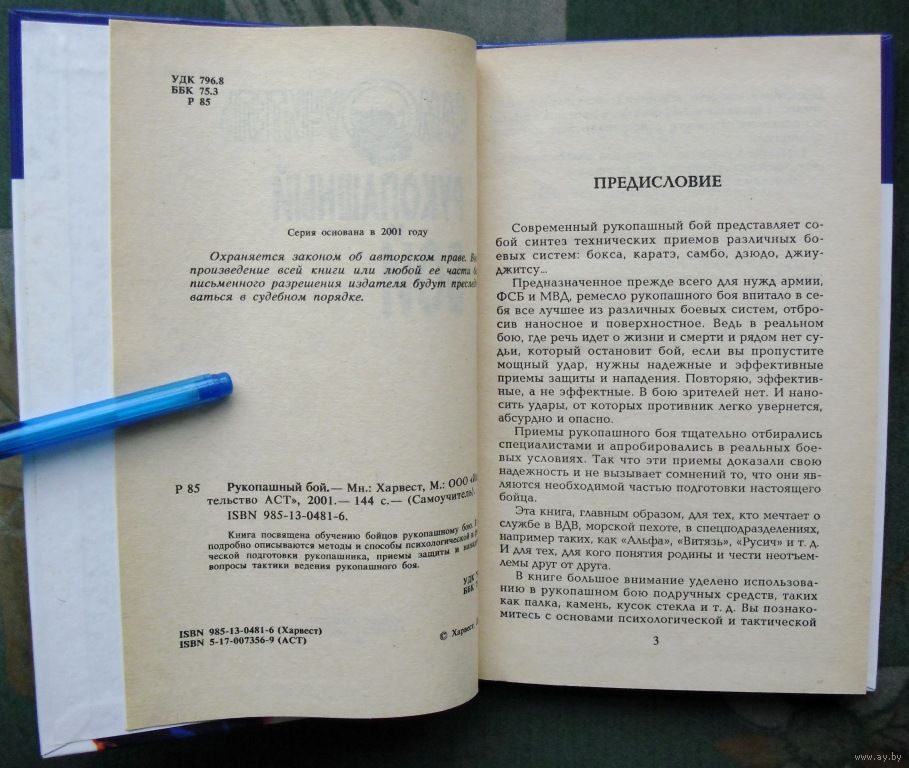 УДК 796.8
ББК 75.3
Р 85
Серия основана в 2001 году
Охраняется законом об авторском праве.
произведение всей книги или любой ее части
письменного разрешения издателя будут
ваться в судебном порядке.
Р 85 Рукопашный бой.— Мн.: Харвест, М.: ООО
тельство АСТ», 2001.— 144 с.— (Самоучитель).
ISBN 985-13-0481-6.
Книга посвящена обучению бойцов рукопашному бою.
подробно описываются методы и способы психологической и
ческой подготовки рукопашника, приемы защиты и
вопросы тактики ведения рукопашного боя.
УДК
ББК
ISBN 985-13-0481-6 (Харвест)
ISBN 5-17-007356-9 (АСТ)
© Харвест,
ПРЕДИСЛОВИЕ
Современный рукопашный бой представляет со-
бой синтез технических приемов различных бо-
евых систем: бокса, каратэ, самбо, дзюдо, джиу-
джитсу...
Предназначенное прежде всего для нужд армии,
ФСБ и МВД, ремесло рукопашного боя впитало в се-
бя все лучшее из различных боевых систем, отбро-
сив наносное и поверхностное. Ведь в реальном
бою, где речь идет о жизни и смерти и рядом нет су-
дьи, который остановит бой, если вы пропустите
мощный удар, нужны надежные и эффективные
приемы защиты и нападения. Повторяю, эффектив-
ные, а не эффектные. В бою зрителей нет. И нано-
сить удары, от которых противник легко увернется,
абсурдно и опасно.
Приемы рукопашного боя тщательно отбирались
специалистами и апробировались в реальных бое-
вых условиях. Так что эти приемы доказали свою
надежность и не вызывает сомнений то, что они яв-
ляются необходимой частью подготовки настоящего
бойца.
Эта книга, главным образом, для тех, кто мечтает о
службе в ВДВ, морской пехоте, в спецподразделениях,
например таких, как «Альфа», «Витязь», «Русич» и т. д.
И для тех, для кого понятия родины и чести неотъем-
лемы друг от друга.
В книге большое внимание уделено использова-
нию в рукопашном бою подручных средств, таких
как палка, камень, кусок стекла и т. д. Вы познако-
митесь с основами психологической и тактической
3
www.ay.by